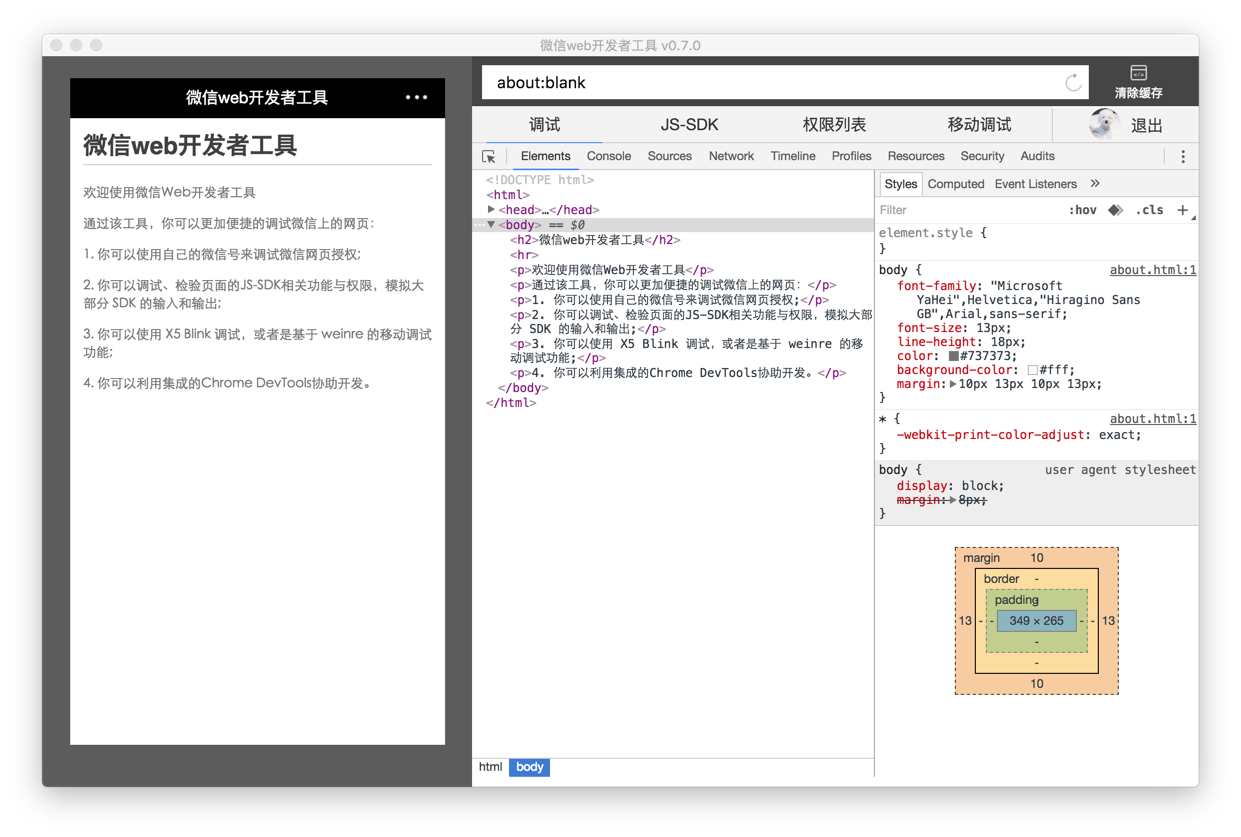 微信web开发者工具 v0.7.0
微信web开发者工具
微信web开发者工具
欢迎使用微信Web开发者工具
通过该工具，你可以更加便捷的调试微信上的网页：
1. 你可以使用自己的微信号来调试微信网页授权;
2. 你可以调试、检验页面的JS-SDK相关功能与权限，模拟大
部分 SDK 的输入和输出;
3. 你可以使用 X5 Blink 调试，或者是基于 weinre 的移动调试
功能;
4. 你可以利用集成的Chrome DevTools协助开发。
about:blank
清除缓存
调试 JS-SDK 权限列表 移动调试 退出
Elements Console Sources Network Timeline Profiles Resources Security Audits
<!DOCTYPE html>
<html>
▶<head>…</head>
…▼<body> == $0
<h2>微信web开发者工具</h2>
<hr>
<p>欢迎使用微信Web开发者工具</p>
<p>通过该工具，你可以更加便捷的调试微信上的网页：</p>
<p>1. 你可以使用自己的微信号来调试微信网页授权;</p>
<p>2. 你可以调试、检验页面的JS-SDK相关功能与权限，模拟大部
分 SDK 的输入和输出;</p>
<p>3. 你可以使用 X5 Blink 调试，或者是基于 weinre 的移
动调试功能;</p>
<p>4. 你可以利用集成的Chrome DevTools协助开发。</p>
</body>
</html>
html body
Styles Computed Event Listeners »
Filter :hov .cls +
element.style {
}
body { about.html:1
font-family: "Microsoft
YaHei",Helvetica,"Hiragino Sans
GB",Arial,sans-serif;
font-size: 13px;
line-height: 18px;
color: #737373;
background-color: #fff;
margin:▶10px 13px 10px 13px;
}
* { about.html:1
-webkit-print-color-adjust: exact;
}
body { user agent stylesheet
display: block;
margin:▶8px;
}
margin 10
border -
padding -
13 - - 349 × 265 - - 13
-
-
10